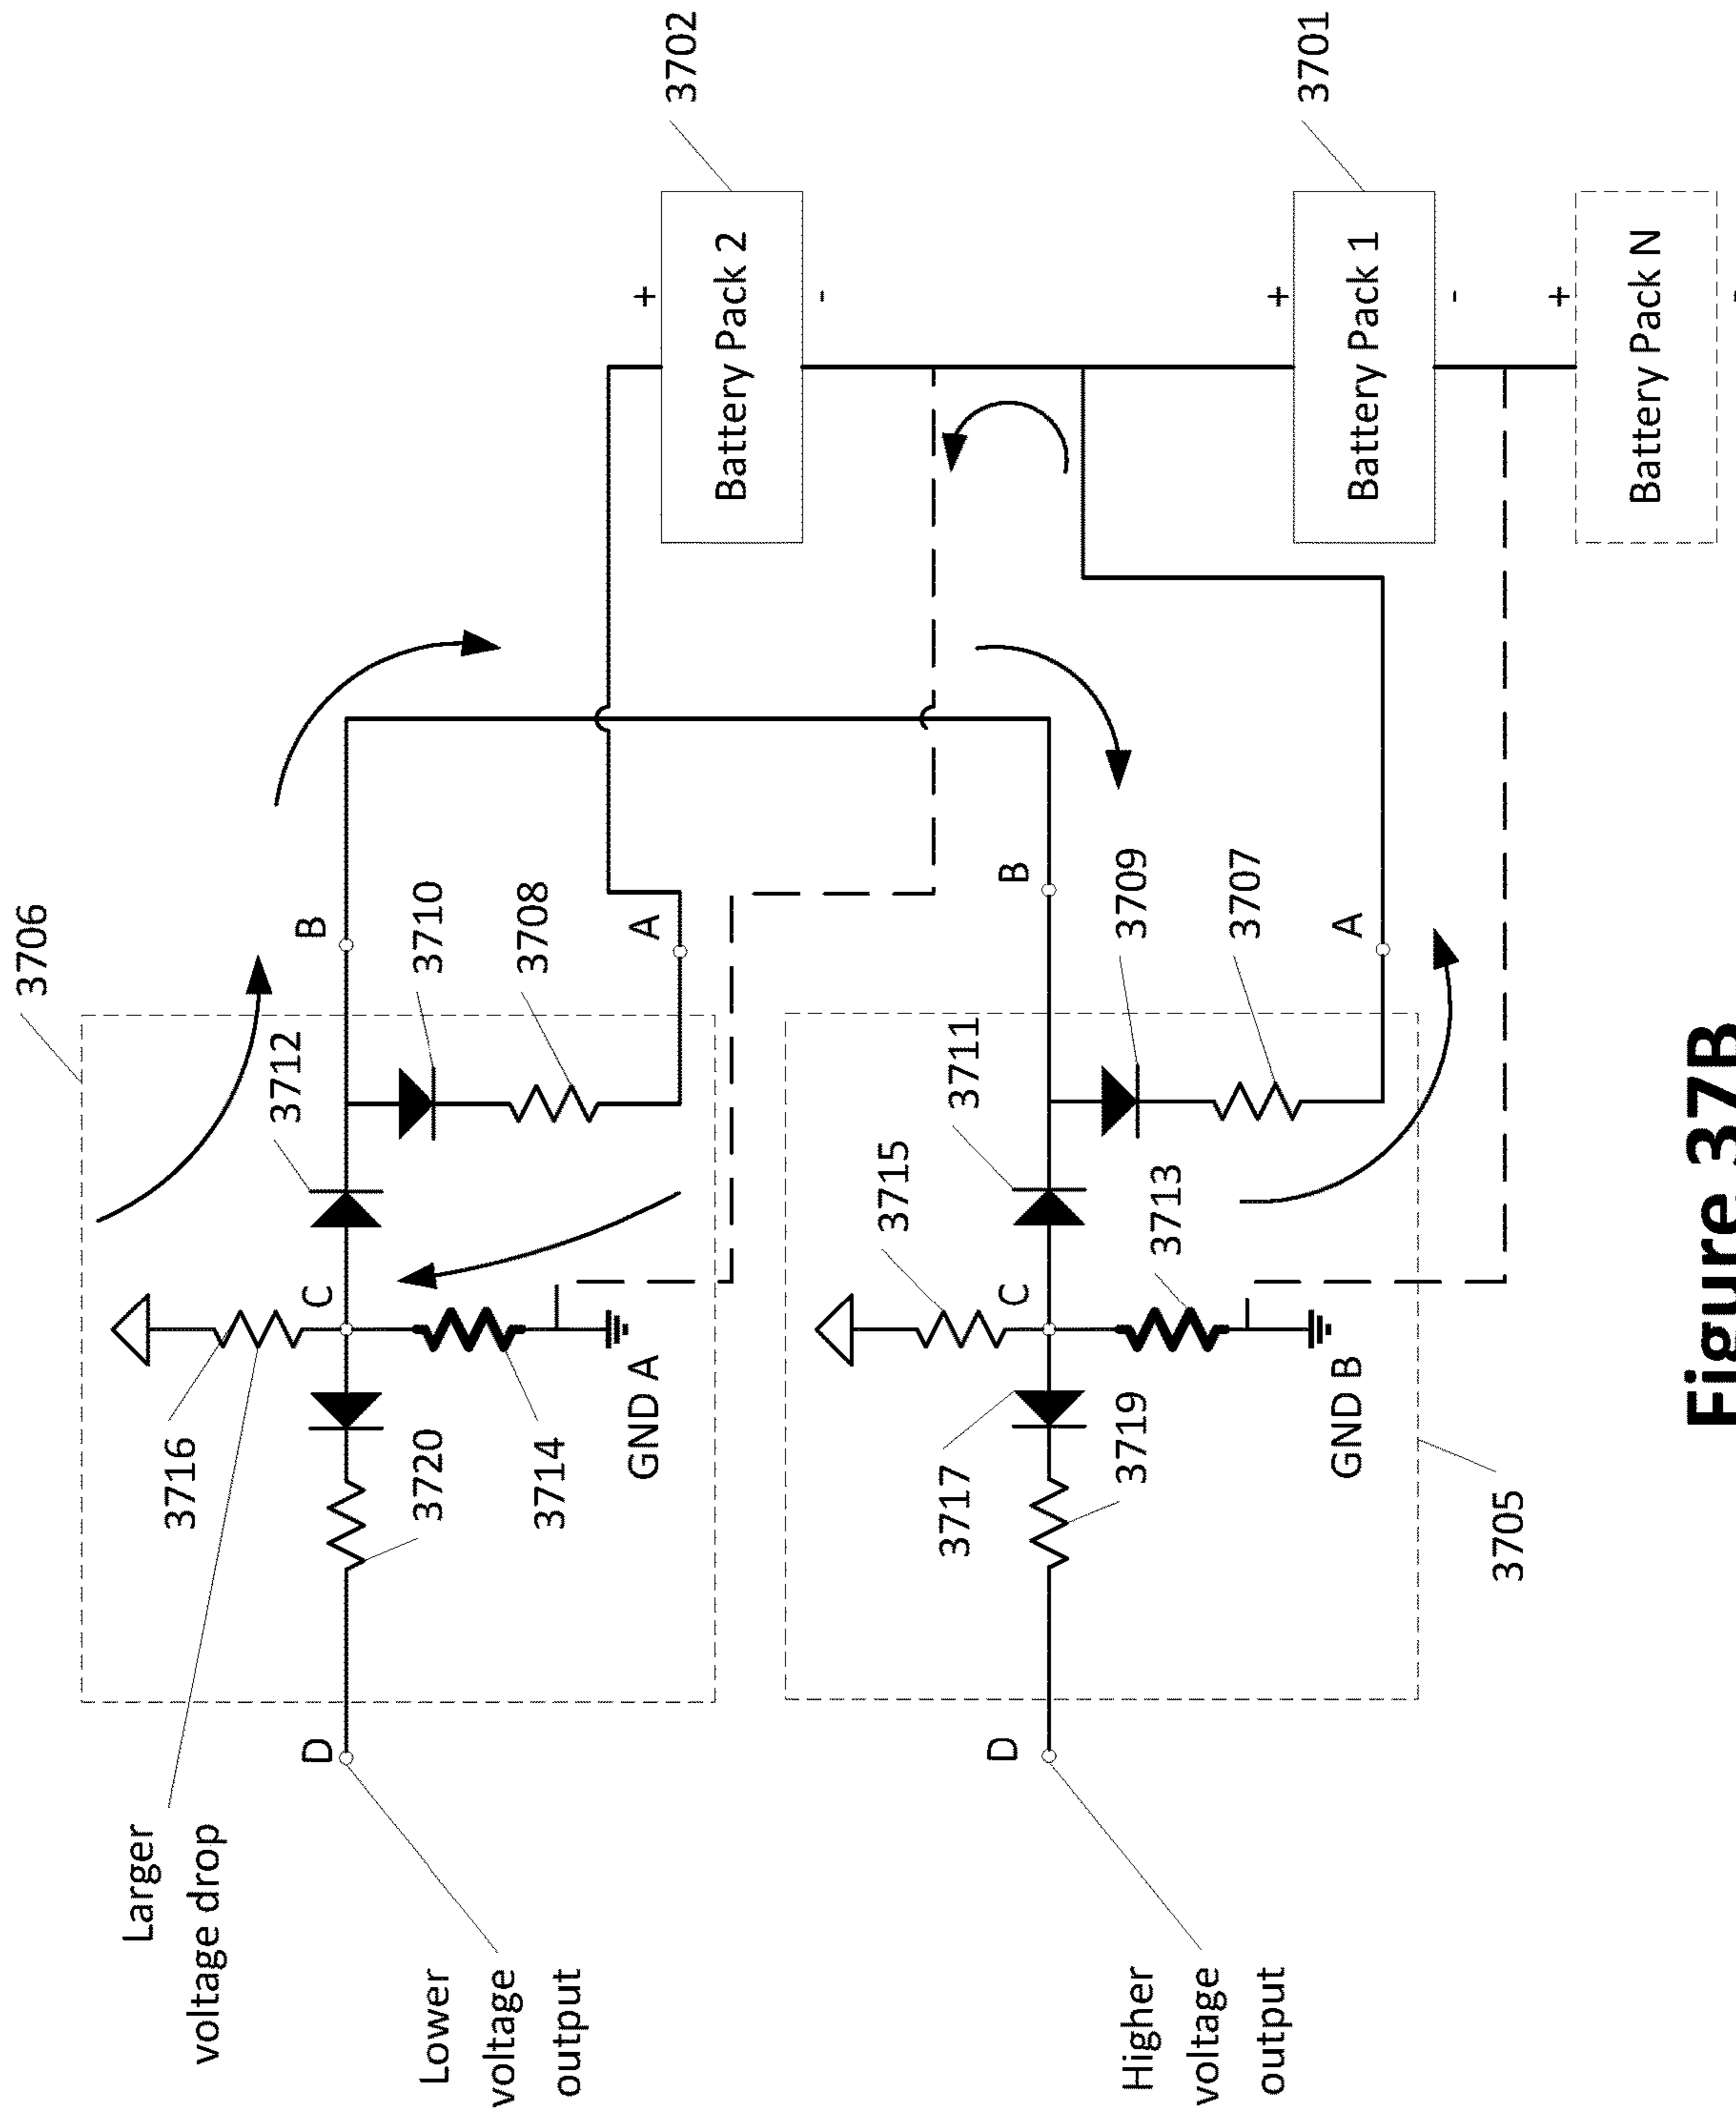 3706
3702
3701
3716
3712
C
B
3710
3708
A
3720
3714
GND A
D
Larger
voltage drop
Lower
voltage
output
+
Battery Pack 2
-
3715
3711
C
B
3709
3707
A
3713
3717
3719
GND B
D
3705
Higher
voltage
output
+
Battery Pack 1
-
+
Battery Pack N
Figure 37B